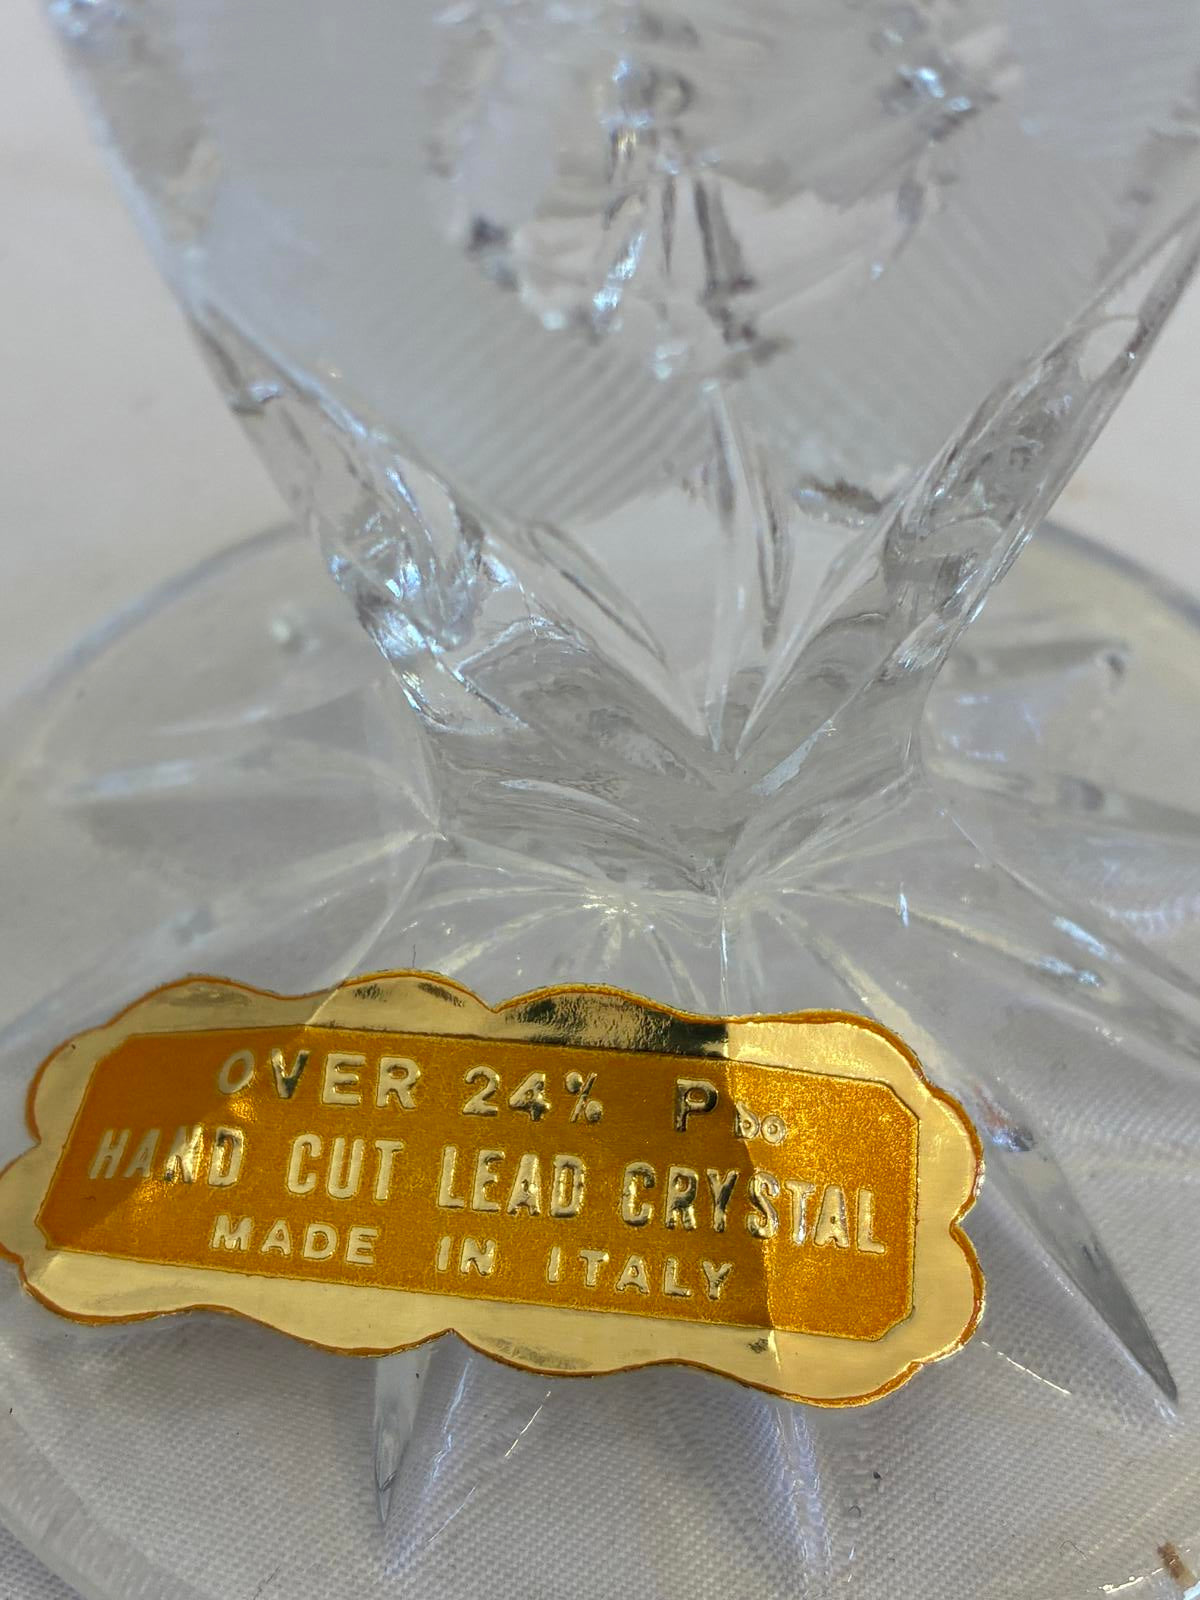 OVER 24% Pbo
HAND CUT LEAD CRYSTAL
MADE IN ITALY